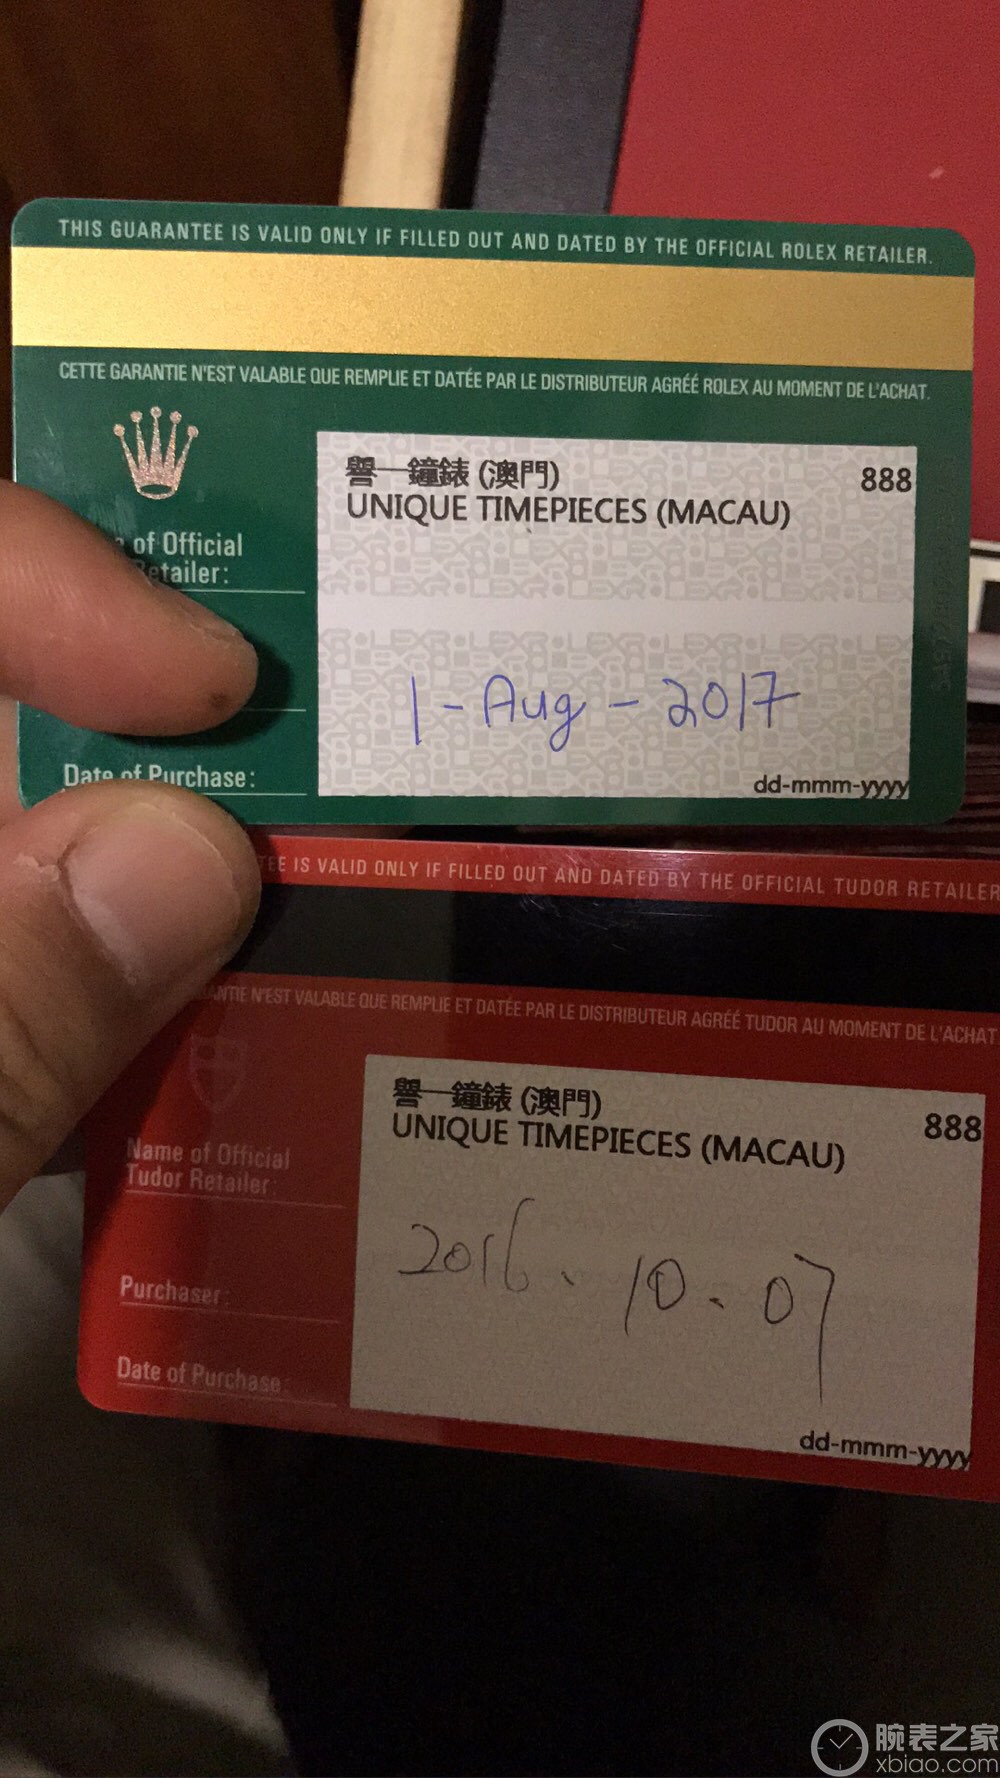 THIS GUARANTEE IS VALID ONLY IF FILLED OUT AND DATED BY THE OFFICIAL ROLEX RETAILER.
CETTE GARANTIE N'EST VALABLE QUE REMPLIE ET DATÉE PAR LE DISTRIBUTEUR AGRÉÉ ROLEX AU MOMENT DE L'ACHAT.
譽一鐘錶 (澳門) 888
UNIQUE TIMEPIECES (MACAU)
of Official
etailer:
1-Aug-2017
Date of Purchase:
dd-mmm-yyyy
EE IS VALID ONLY IF FILLED OUT AND DATED BY THE OFFICIAL TUDOR RETAILER
ANTIE N'EST VALABLE QUE REMPLIE ET DATÉE PAR LE DISTRIBUTEUR AGRÉÉ TUDOR AU MOMENT DE L'ACHAT
譽一鐘錶 (澳門) 888
UNIQUE TIMEPIECES (MACAU)
Name of Official
Tudor Retailer:
2016.10.07
Purchaser:
Date of Purchase:
dd-mmm-yyyy
腕表之家
xbiao.com